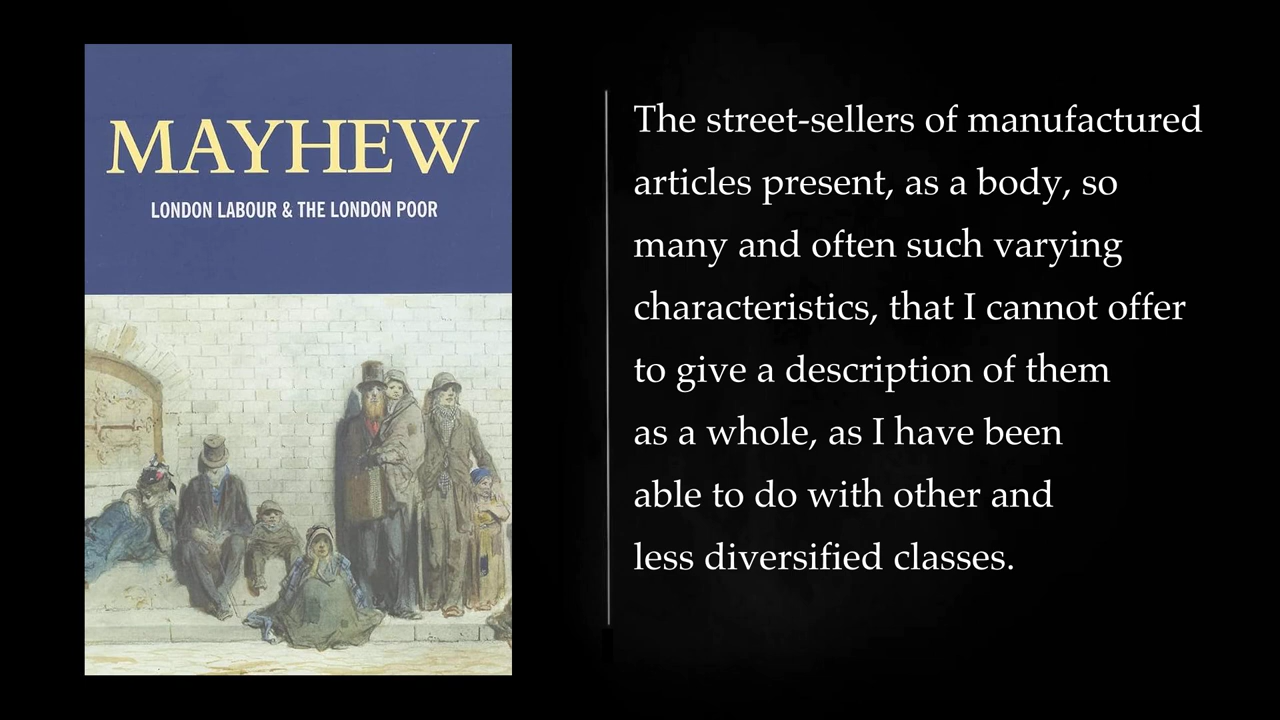 MAYHEW
LONDON LABOUR & THE LONDON POOR
The street-sellers of manufactured
articles present, as a body, so
many and often such varying
characteristics, that I cannot offer
to give a description of them
as a whole, as I have been
able to do with other and
less diversified classes.